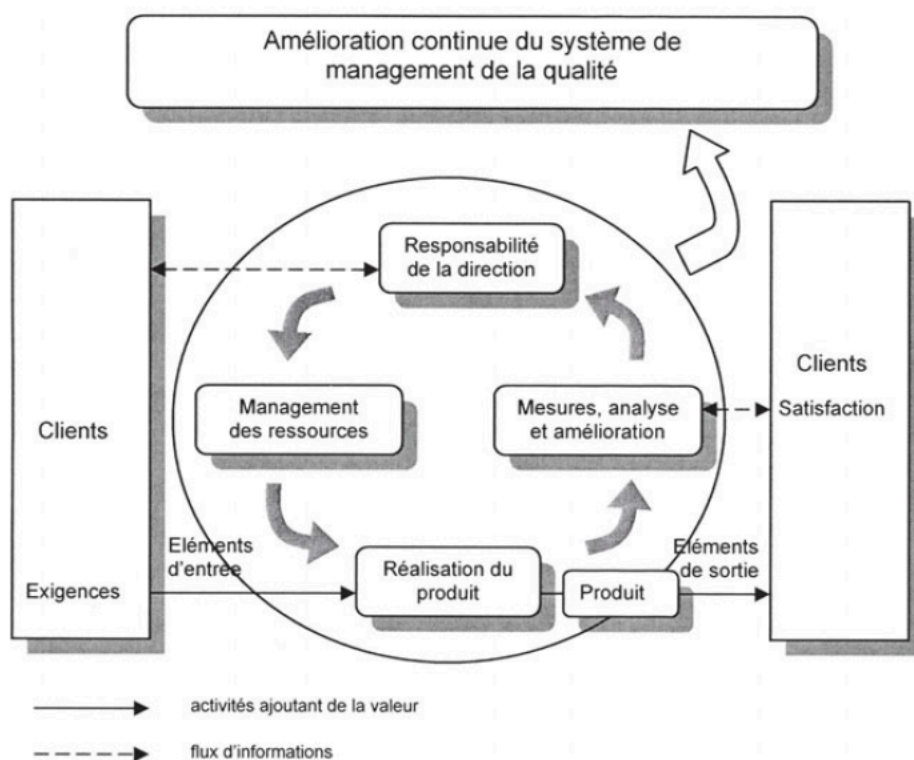 Amélioration continue du système de
management de la qualité
Responsabilité
de la direction
Management
des ressources
Mesures, analyse
et amélioration
Clients
Clients
Satisfaction
Eléments
d'entrée
Eléments
de sortie
Exigences
Réalisation du
produit
Produit
activités ajoutant de la valeur
flux d'informations